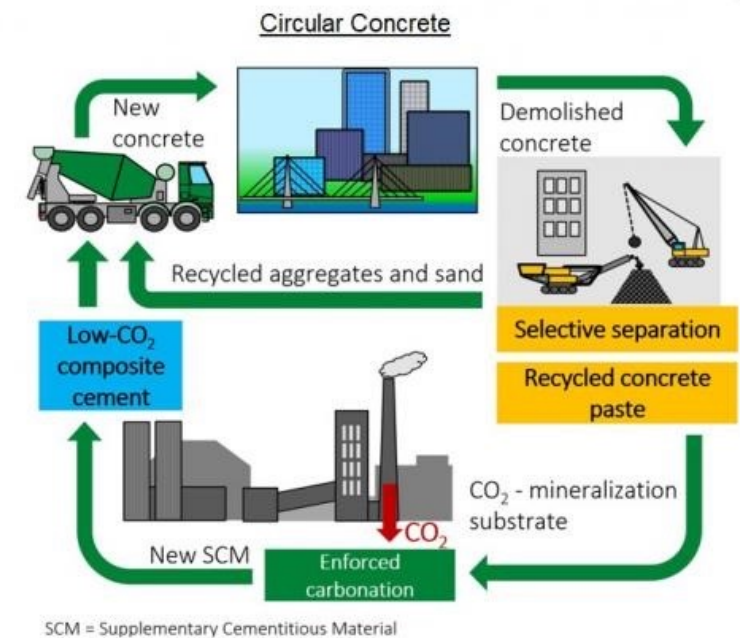 Circular Concrete
New
concrete
Demolished
concrete
Recycled aggregates and sand
Selective separation
Low-CO₂
composite
cement
Recycled concrete
paste
CO₂ - mineralization
substrate
CO₂
New SCM
Enforced
carbonation
SCM = Supplementary Cementitious Material